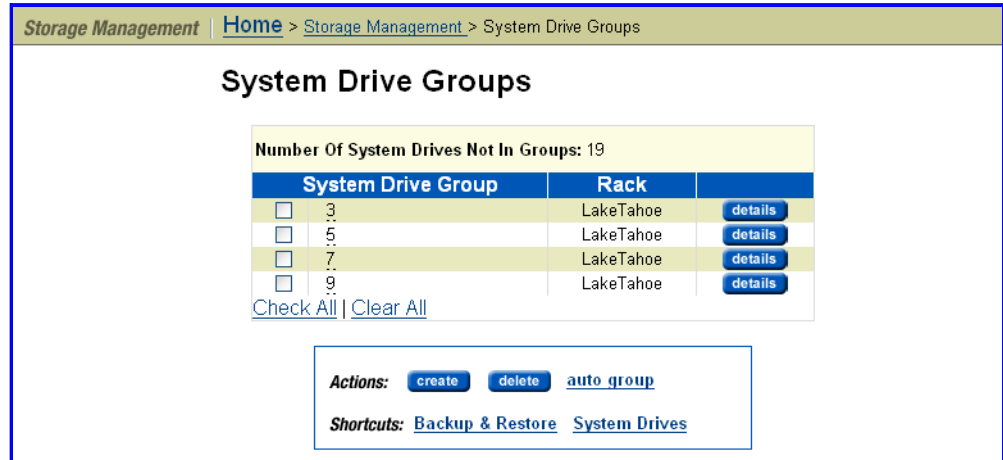 Storage Management | Home > Storage Management > System Drive Groups
System Drive Groups
Number Of System Drives Not In Groups: 19
System Drive Group Rack
3 LakeTahoe details
5 LakeTahoe details
7 LakeTahoe details
9 LakeTahoe details
Check All | Clear All
Actions: create delete auto group
Shortcuts: Backup & Restore System Drives